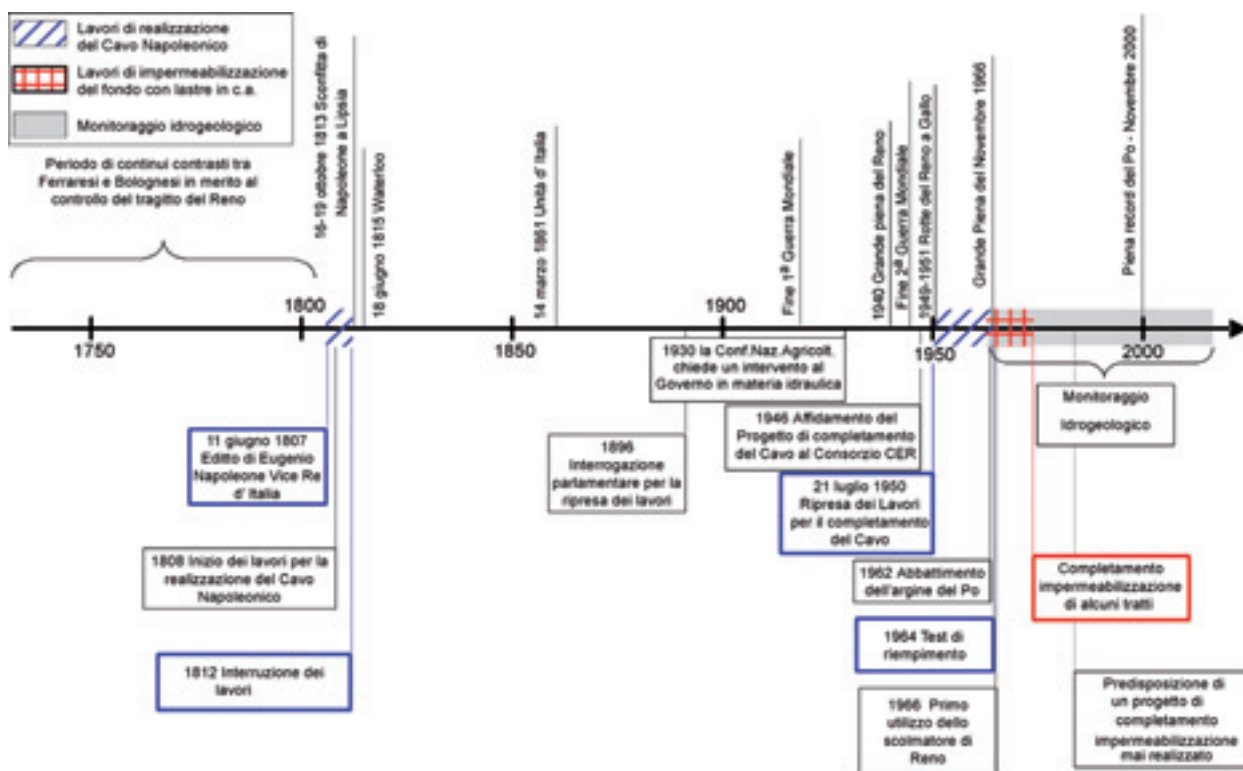 Lavori di realizzazione
del Cavo Napoleonico
Lavori di impermeabilizzazione
del fondo con lastre in c.a.
Monitoraggio idrogeologico
Periodo di continui contrasti tra
Ferraresi e Bolognesi in merito al
controllo del tragitto del Reno
16-19 ottobre 1813 Sconfitta di
Napoleone a Lipsia
18 giugno 1815 Waterloo
14 marzo 1861 Unità d' Italia
Fine 1ª Guerra Mondiale
1940 Grande piena del Reno
Fine 2ª Guerra Mondiale
1949-1951 Rotte del Reno a Gallo
Grande Piena del Novembre 1966
Piena record del Po - Novembre 2000
1800
1900
1750
1850
1950
2000
1930 la Conf.Naz.Agricolt.
chiede un intervento al
Governo in materia idraulica
1946 Affidamento del
Progetto di completamento
del Cavo al Consorzio CER
Monitoraggio
Idrogeologico
11 giugno 1807
Editto di Eugenio
Napoleone Vice Re
d' Italia
1896
Interrogazione
parlamentare per la
ripresa dei lavori
21 luglio 1950
Ripresa dei Lavori
per il completamento
del Cavo
1808 Inizio dei lavori per la
realizzazione del Cavo
Napoleonico
1962 Abbattimento
dell'argine del Po
Completamento
impermeabilizzazione
di alcuni tratti
1964 Test di
riempimento
1812 Interruzione dei
lavori
1966 Primo
utilizzo dello
scolmatore di
Reno
Predisposizione di
un progetto di
completamento
impermeabilizzazione
mai realizzato